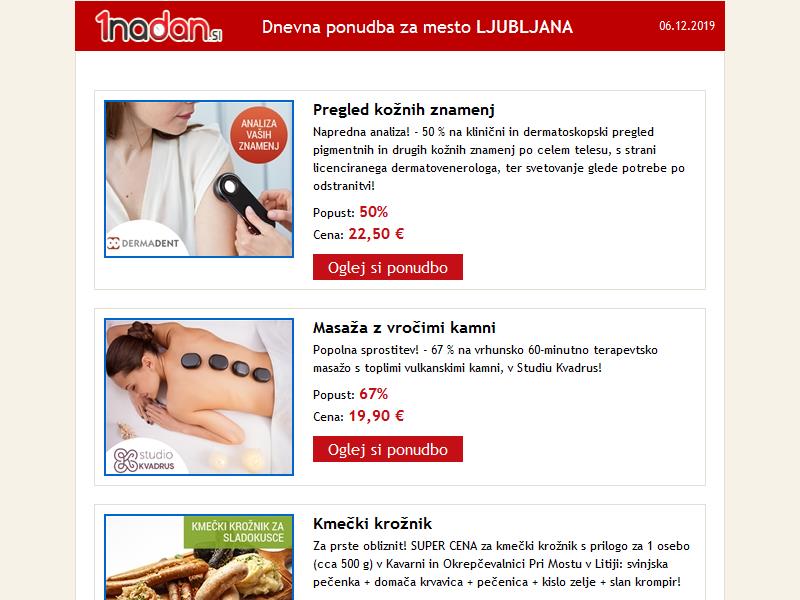 1nadan.si
Dnevna ponudba za mesto LJUBLJANA
06.12.2019
ANALIZA
VAŠIH
ZNAMENJ
DERMADENT
Pregled kožnih znamenj
Napredna analiza! - 50 % na klinični in dermatoskopski pregled
pigmentnih in drugih kožnih znamenj po celem telesu, s strani
licenciranega dermatovenerologa, ter svetovanje glede potrebe po
odstranitvi!
Popust: 50%
Cena: 22,50 €
Oglej si ponudbo
studio
KVADRUS
Masaža z vročimi kamni
Popolna sprostitev! - 67 % na vrhunsko 60-minutno terapevtsko
masažo s toplimi vulkanskimi kamni, v Studiu Kvadrus!
Popust: 67%
Cena: 19,90 €
Oglej si ponudbo
KMEČKI KROŽNIK ZA
SLADOKUSCE
Kmečki krožnik
Za prste obliznit! SUPER CENA za kmečki krožnik s prilogo za 1 osebo
(cca 500 g) v Kavarni in Okrepčevalnici Pri Mostu v Litiji: svinjska
pečenka + domača krvavica + pečenica + kislo zelje + slan krompir!